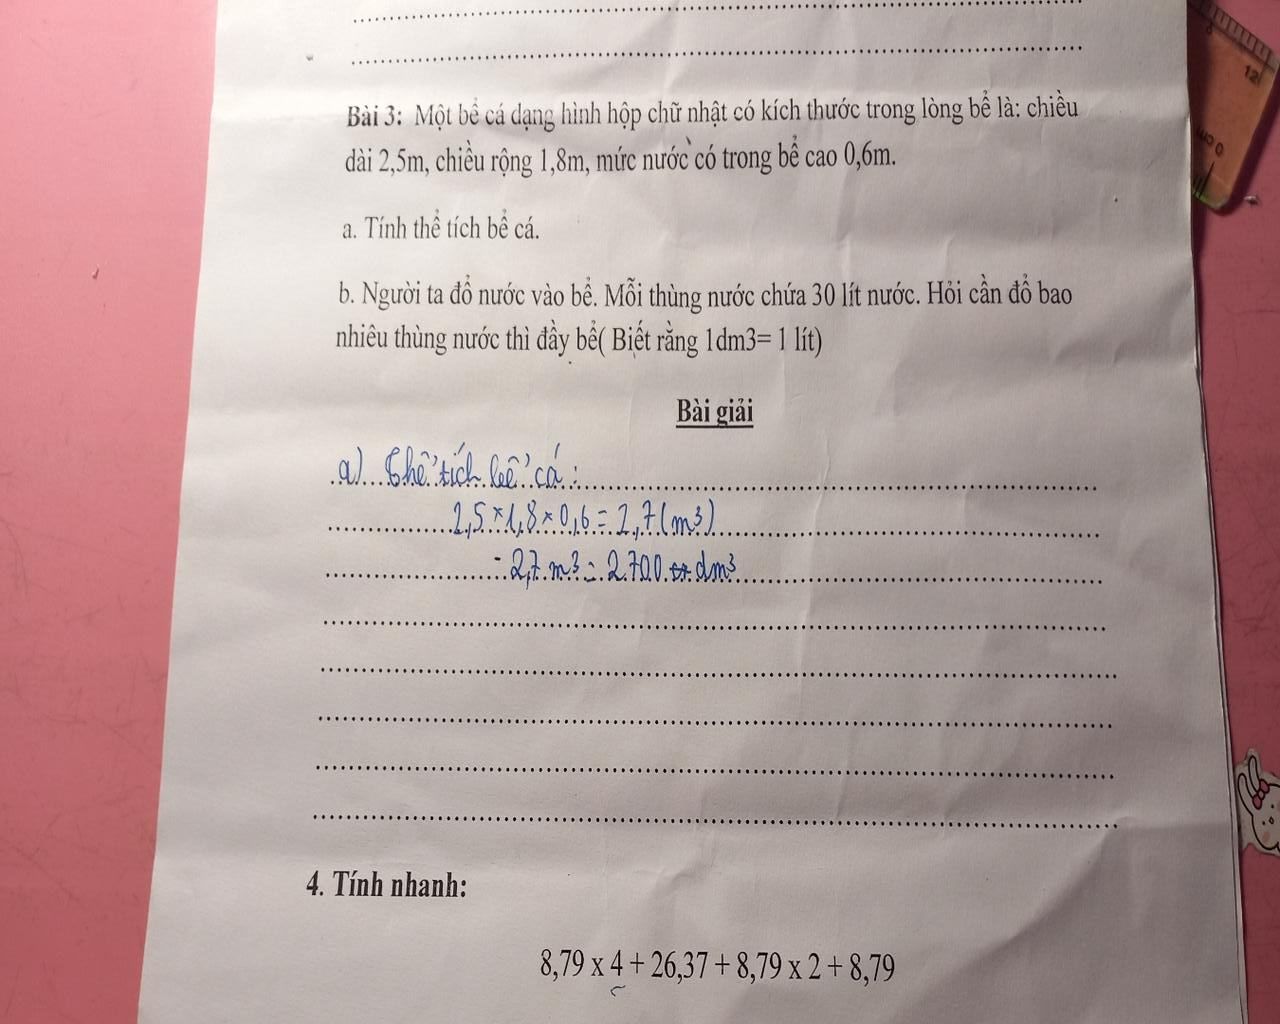 Bài 3: Một bể cá dạng hình hộp chữ nhật có kích thước trong lòng bể là: chiều
dài 2,5m, chiều rộng 1,8m, mức nước có trong bể cao 0,6m.
a. Tính thể tích bể cá.
b. Người ta đổ nước vào bể. Mỗi thùng nước chứa 30 lít nước. Hỏi cần đổ bao
nhiêu thùng nước thì đầy bể( Biết rằng 1dm3= 1 lít)
Bài giải
a) Thể tích bể cá:
2,5 × 1,8 × 0,6 = 2,7 (m³)
- 2,7 m³ = 2.700 dm³
4. Tính nhanh:
8,79 x 4 + 26,37 + 8,79 x 2 + 8,79
12
0 cm